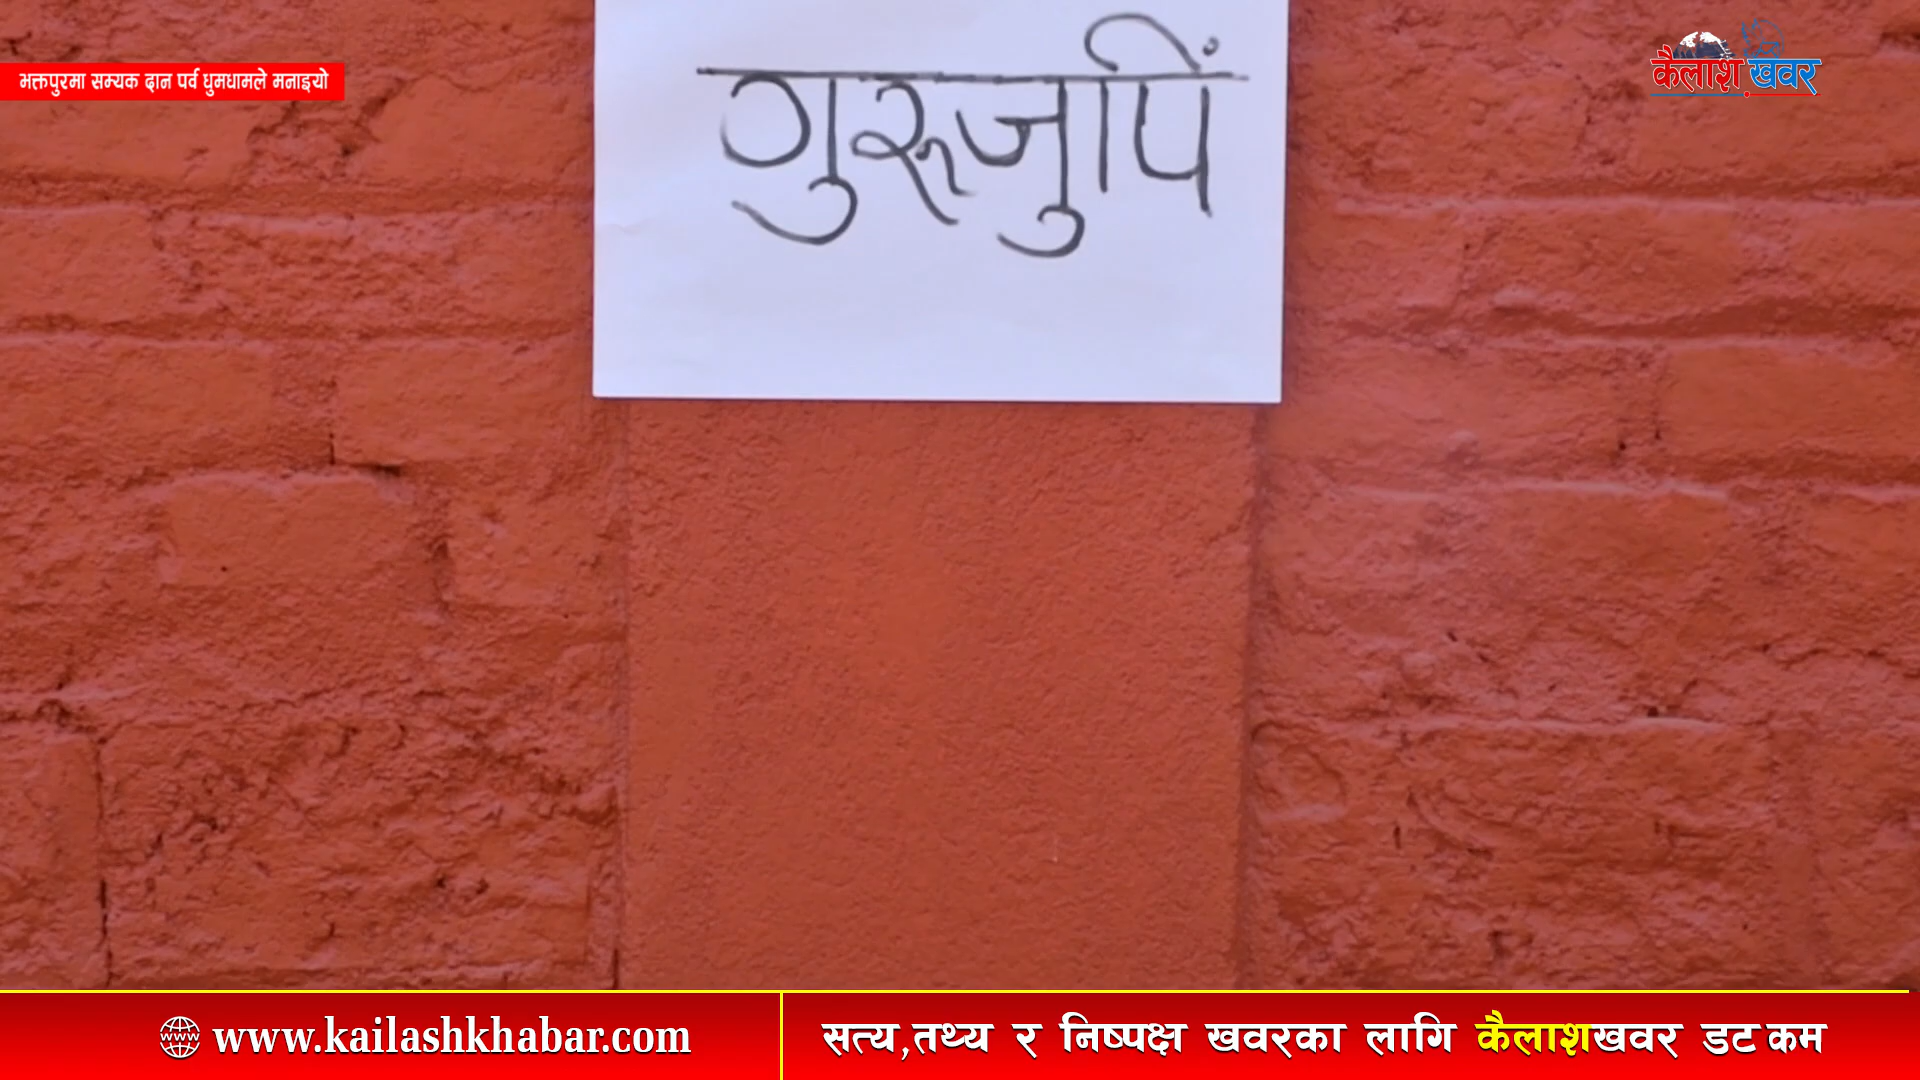 भक्तपुरमा सम्यक दान पर्व धुमधामले मनाइयो
कैलाश खवर
गुरूजुपिं
www.kailashkhabar.com
सत्य,तथ्य र निष्पक्ष खवरका लागि कैलाशखवर डट कम